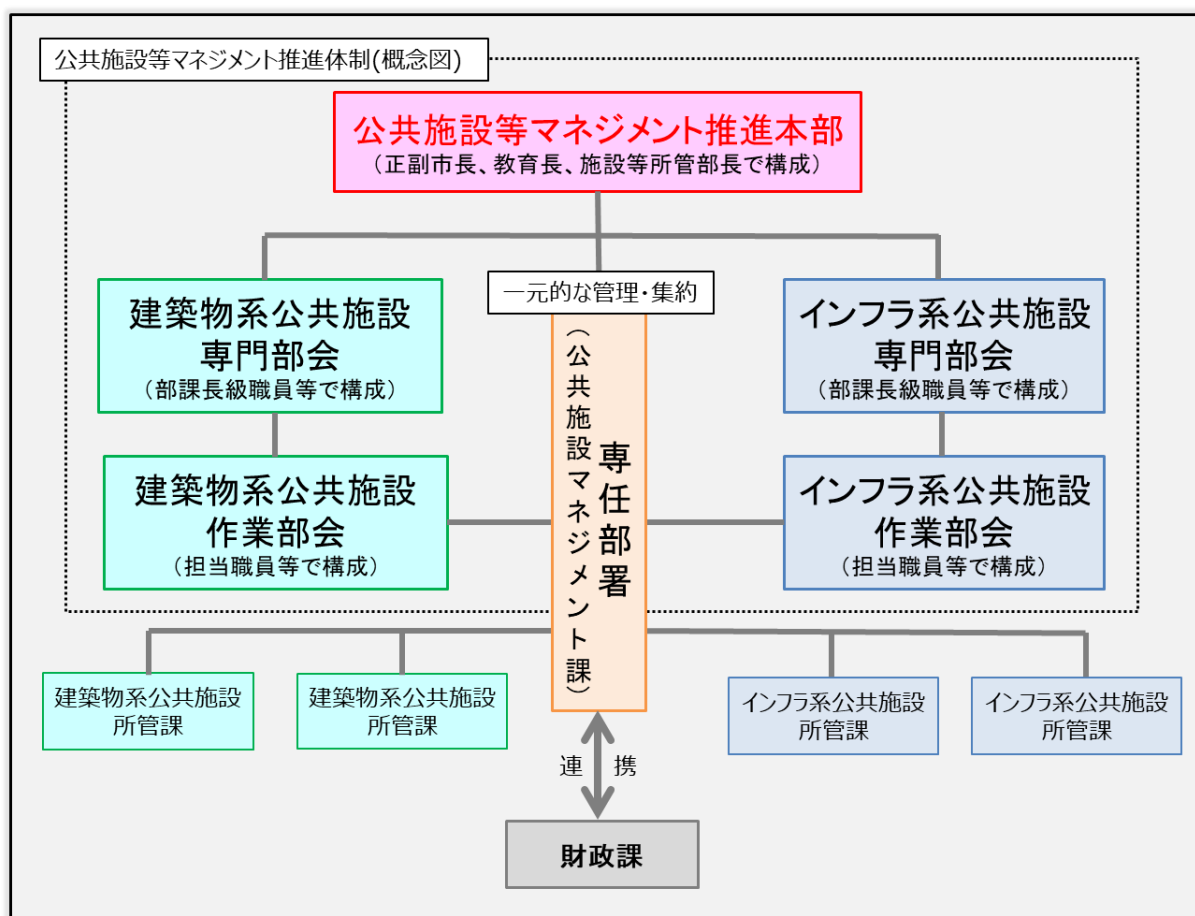 公共施設等マネジメント推進体制(概念図)
公共施設等マネジメント推進本部
（正副市長、教育長、施設等所管部長で構成）
一元的な管理・集約
建築物系公共施設
専門部会
（部課長級職員等で構成）
インフラ系公共施設
専門部会
（部課長級職員等で構成）
専任部署
（公共施設マネジメント課）
建築物系公共施設
作業部会
（担当職員等で構成）
インフラ系公共施設
作業部会
（担当職員等で構成）
建築物系公共施設
所管課
建築物系公共施設
所管課
インフラ系公共施設
所管課
インフラ系公共施設
所管課
連 携
財政課